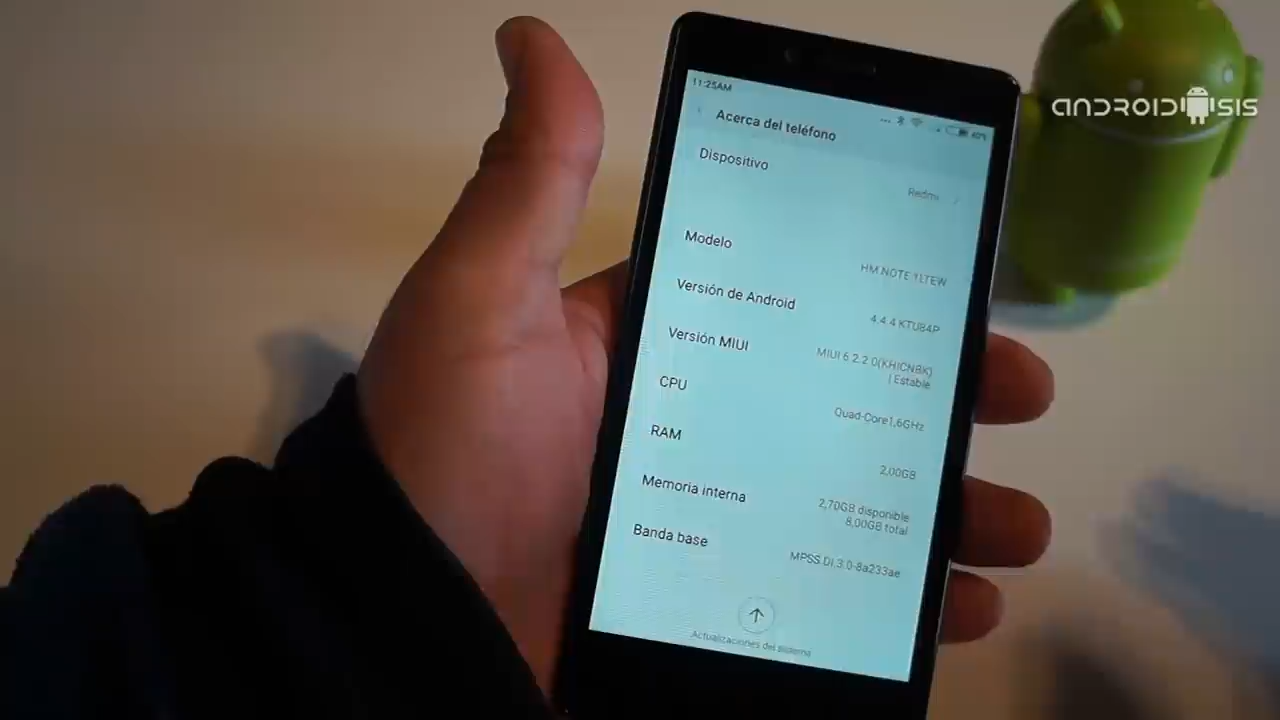 ANDROIDSIS
11:25AM
Acerca del teléfono
Dispositivo
Redmi
Modelo
HM NOTE 1LTEW
Versión de Android
4.4.4 KTU84P
Versión MIUI
MIUI 6.2.2.0(KHICNBK)
| Estable
CPU
Quad-Core1,6GHz
RAM
2,00GB
Memoria interna
2,70GB disponible
8,00GB total
Banda base
MPSS.DI.3.0-8a233ae
Actualizaciones del sistema